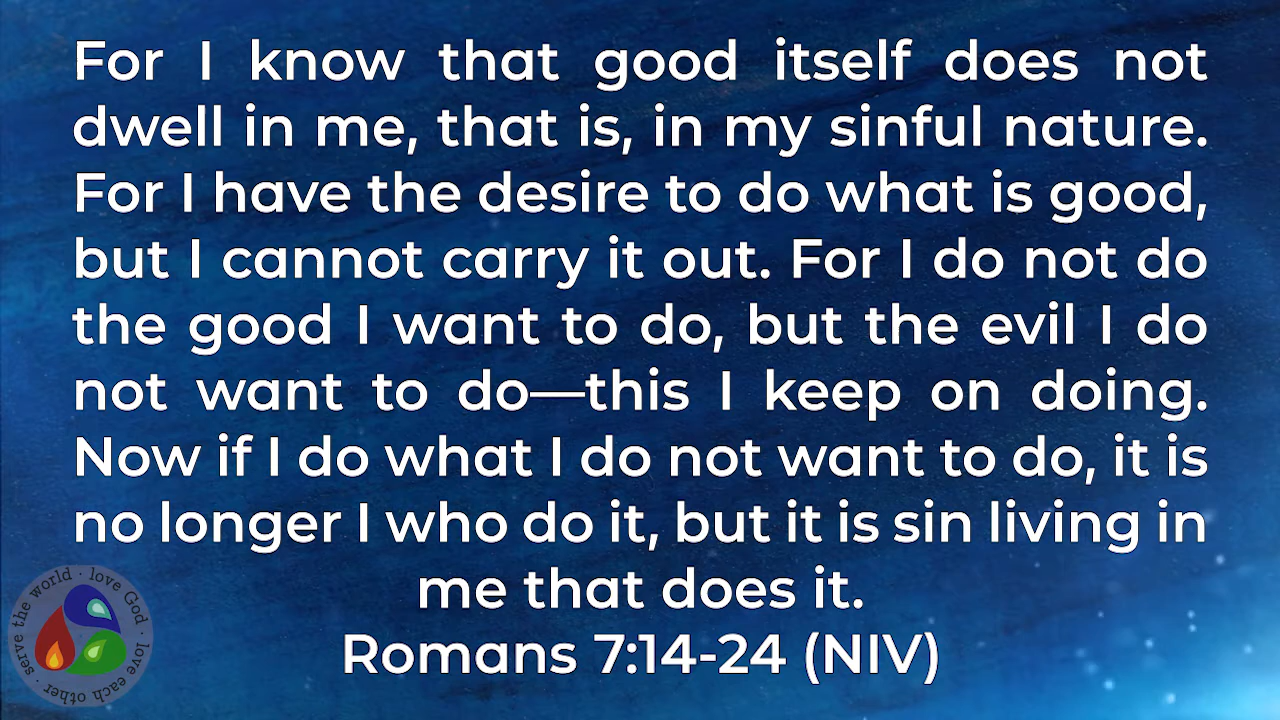 For I know that good itself does not
dwell in me, that is, in my sinful nature.
For I have the desire to do what is good,
but I cannot carry it out. For I do not do
the good I want to do, but the evil I do
not want to do—this I keep on doing.
Now if I do what I do not want to do, it is
no longer I who do it, but it is sin living in
me that does it.
Romans 7:14-24 (NIV)
love God · love each other · serve the world ·